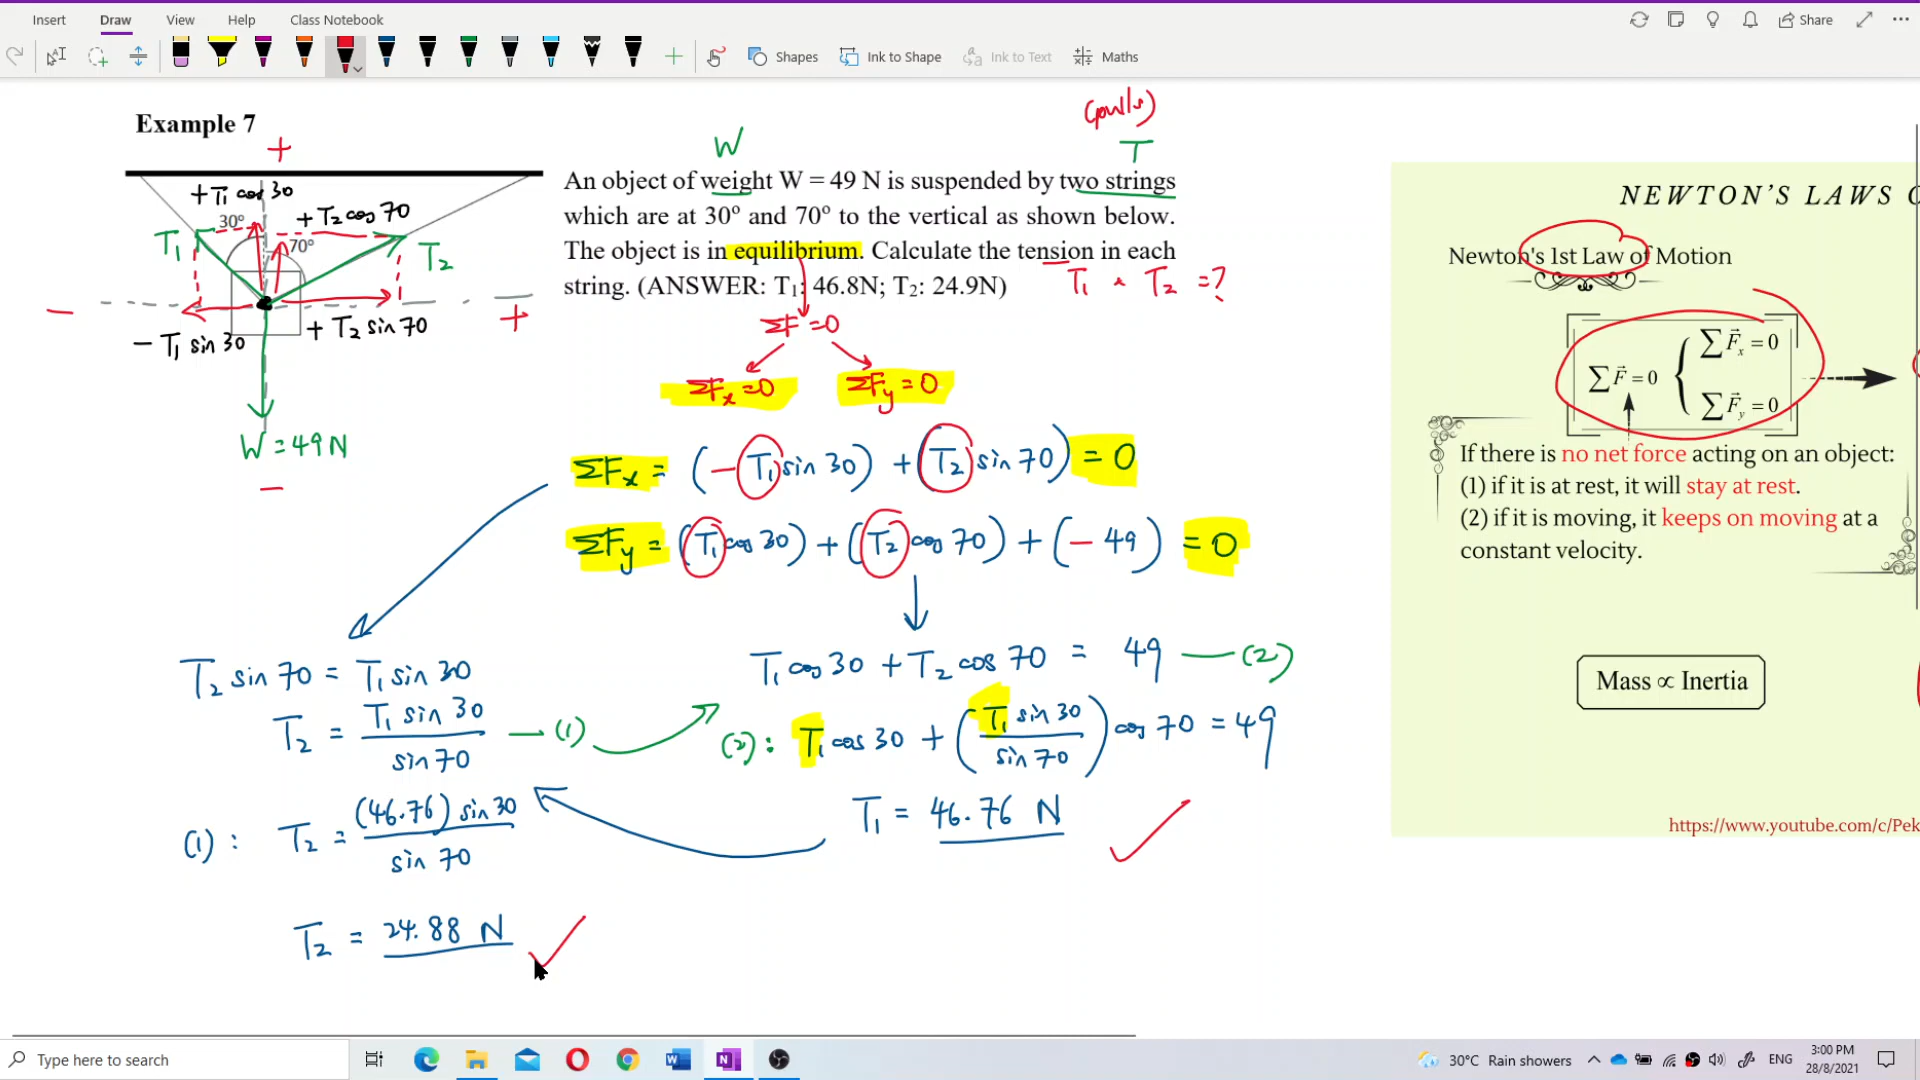 Insert Draw View Help Class Notebook Share
Shapes Ink to Shape Ink to Text Maths
Example 7
+
W
(pulls)
T
An object of weight W = 49 N is suspended by two strings
which are at 30º and 70º to the vertical as shown below.
The object is in equilibrium. Calculate the tension in each
string. (ANSWER: T₁: 46.8N; T₂: 24.9N)
T₁ & T₂ = ?
+T₁ cos 30
+ T₂ cos 70
30°
70°
T₁
T₂
−
+
− T₁ sin 30
+ T₂ sin 70
W = 49 N
−
ΣF = 0
ΣFx = 0 ΣFy = 0
ΣFx = (− T₁ sin 30) + (T₂ sin 70) = 0
ΣFy = (T₁ cos 30) + (T₂ cos 70) + (− 49) = 0
T₂ sin 70 = T₁ sin 30
T₂ = T₁ sin 30 / sin 70 — (1)
T₁ cos 30 + T₂ cos 70 = 49 — (2)
(2): T₁ cos 30 + (T₁ sin 30 / sin 70) cos 70 = 49
T₁ = 46.76 N
(1): T₂ = (46.76) sin 30 / sin 70
T₂ = 24.88 N
NEWTON'S LAWS O
Newton's 1st Law of Motion
∑F⃗ = 0 { ∑F⃗x = 0
∑F⃗y = 0
If there is no net force acting on an object:
(1) if it is at rest, it will stay at rest.
(2) if it is moving, it keeps on moving at a
constant velocity.
Mass ∝ Inertia
https://www.youtube.com/c/Pek
Type here to search
30°C Rain showers ENG 3:00 PM
28/8/2021